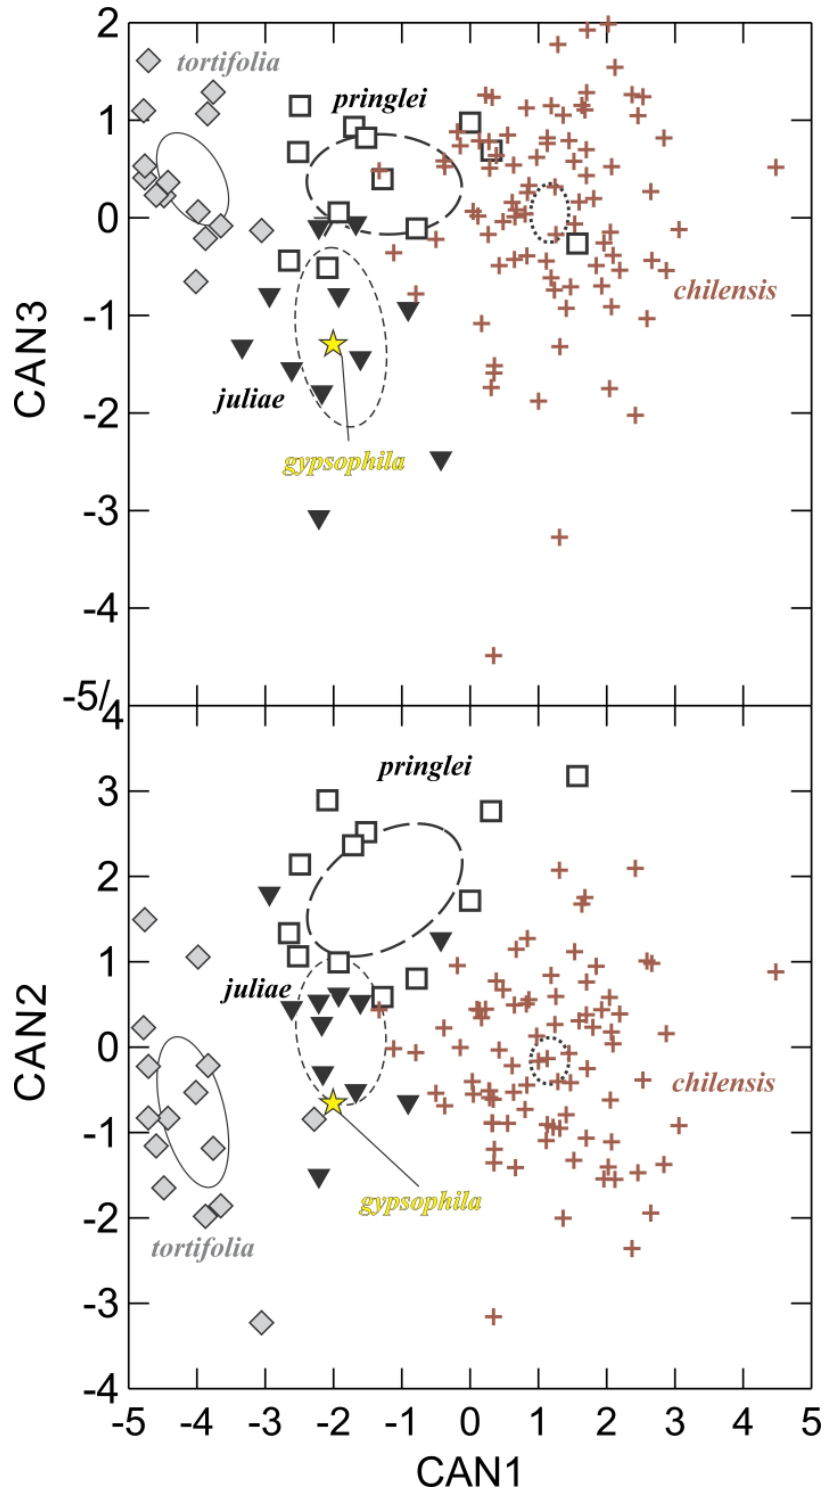 2
tortifolia
pringlei
1
0
-1
chilensis
CAN3
juliae
-2
gypsophila
-3
-4
-5/
4
pringlei
3
2
1
juliae
CAN2
0
chilensis
-1
gypsophila
-2
tortifolia
-3
-4
-5 -4 -3 -2 -1 0 1 2 3 4 5
CAN1